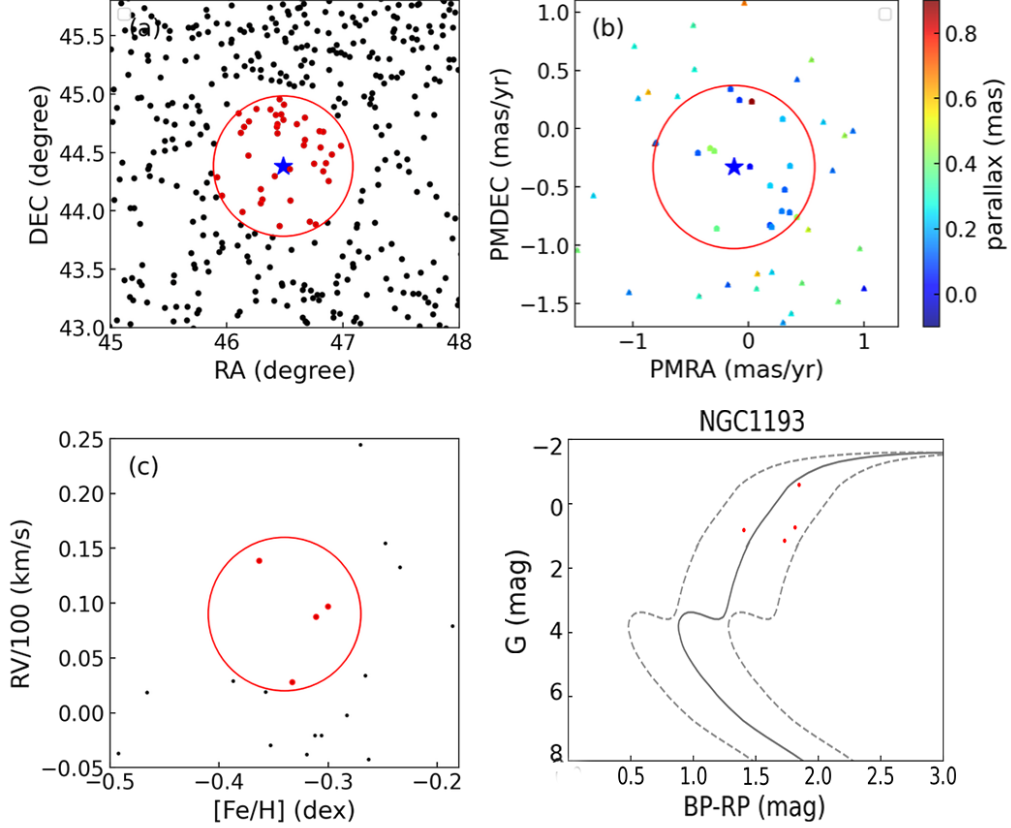 (a)
45.5
45.0
44.5
44.0
43.5
43.0
DEC (degree)
45 46 47 48
RA (degree)
(b)
1.0
0.5
0.0
−0.5
−1.0
−1.5
PMDEC (mas/yr)
−1 0 1
PMRA (mas/yr)
0.8
0.6
0.4
0.2
0.0
parallax (mas)
(c)
0.25
0.20
0.15
0.10
0.05
0.00
−0.05
RV/100 (km/s)
−0.5 −0.4 −0.3 −0.2
[Fe/H] (dex)
NGC1193
−2
0
2
4
6
8
G (mag)
0.5 1.0 1.5 2.0 2.5 3.0
BP-RP (mag)